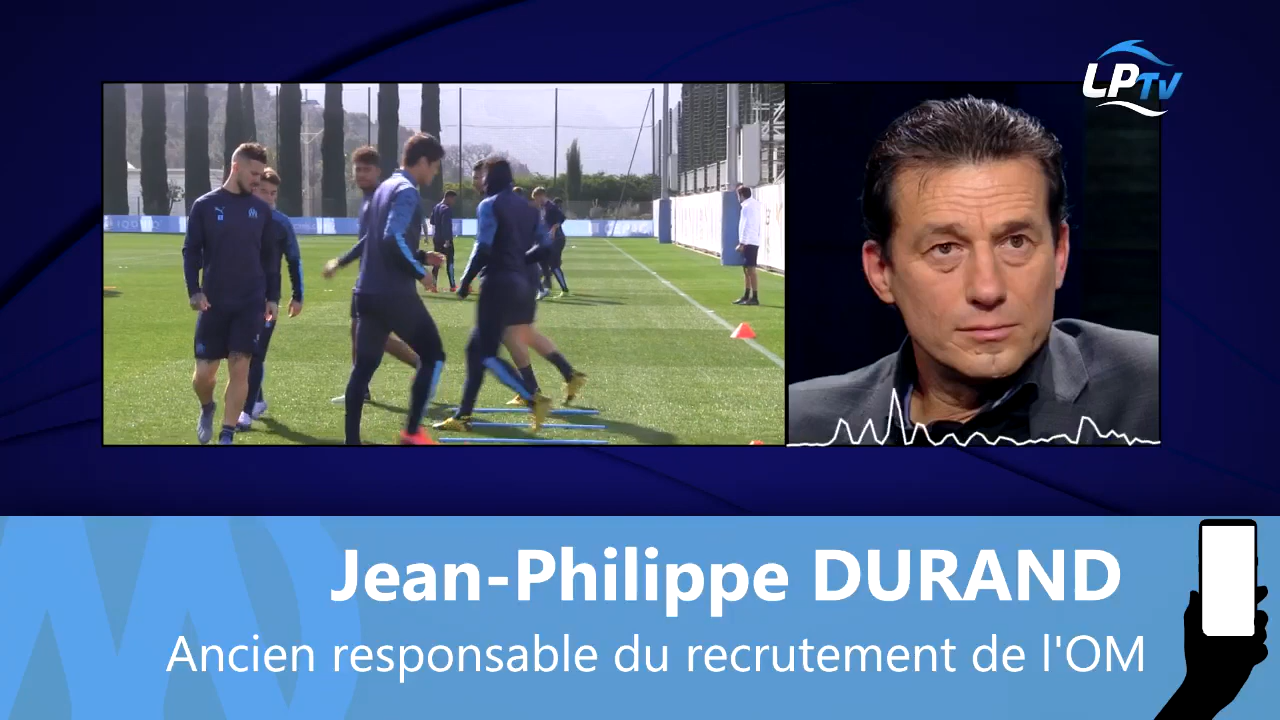 LPTV
Jean-Philippe DURAND
Ancien responsable du recrutement de l'OM